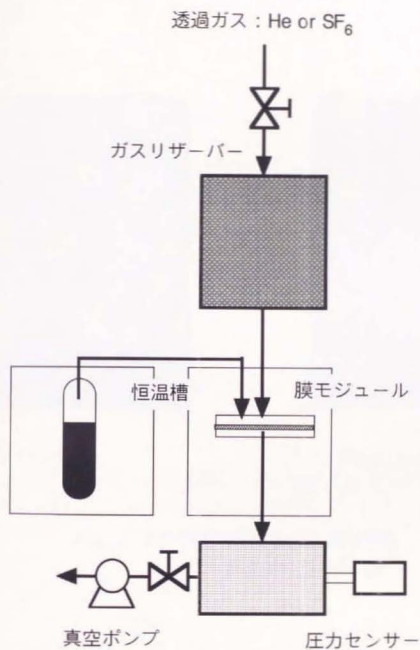 透過ガス：He or SF6
ガスリザーバー
恒温槽
膜モジュール
真空ポンプ
圧力センサー